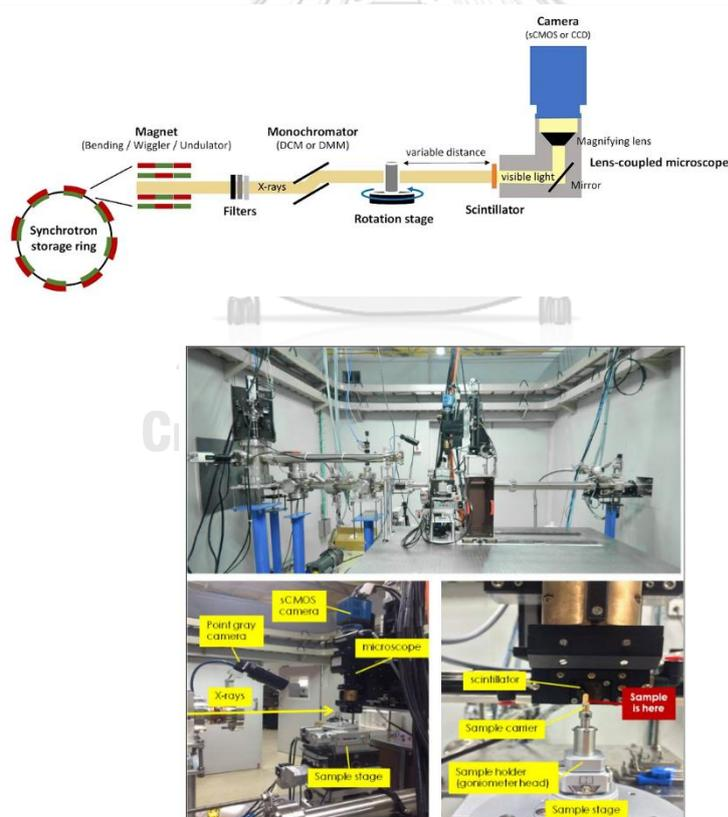 Camera
(sCMOS or CCD)
Magnet
(Bending / Wiggler / Undulator)
Monochromator
(DCM or DMM)
variable distance
Magnifying lens
Lens-coupled microscope
X-rays
visible light
Mirror
Filters
Rotation stage
Scintillator
Synchrotron
storage ring
sCMOS
camera
Point gray
camera
microscope
X-rays
Sample stage
scintillator
Sample
is here
Sample carrier
Sample holder
(goniometer head)
Sample stage